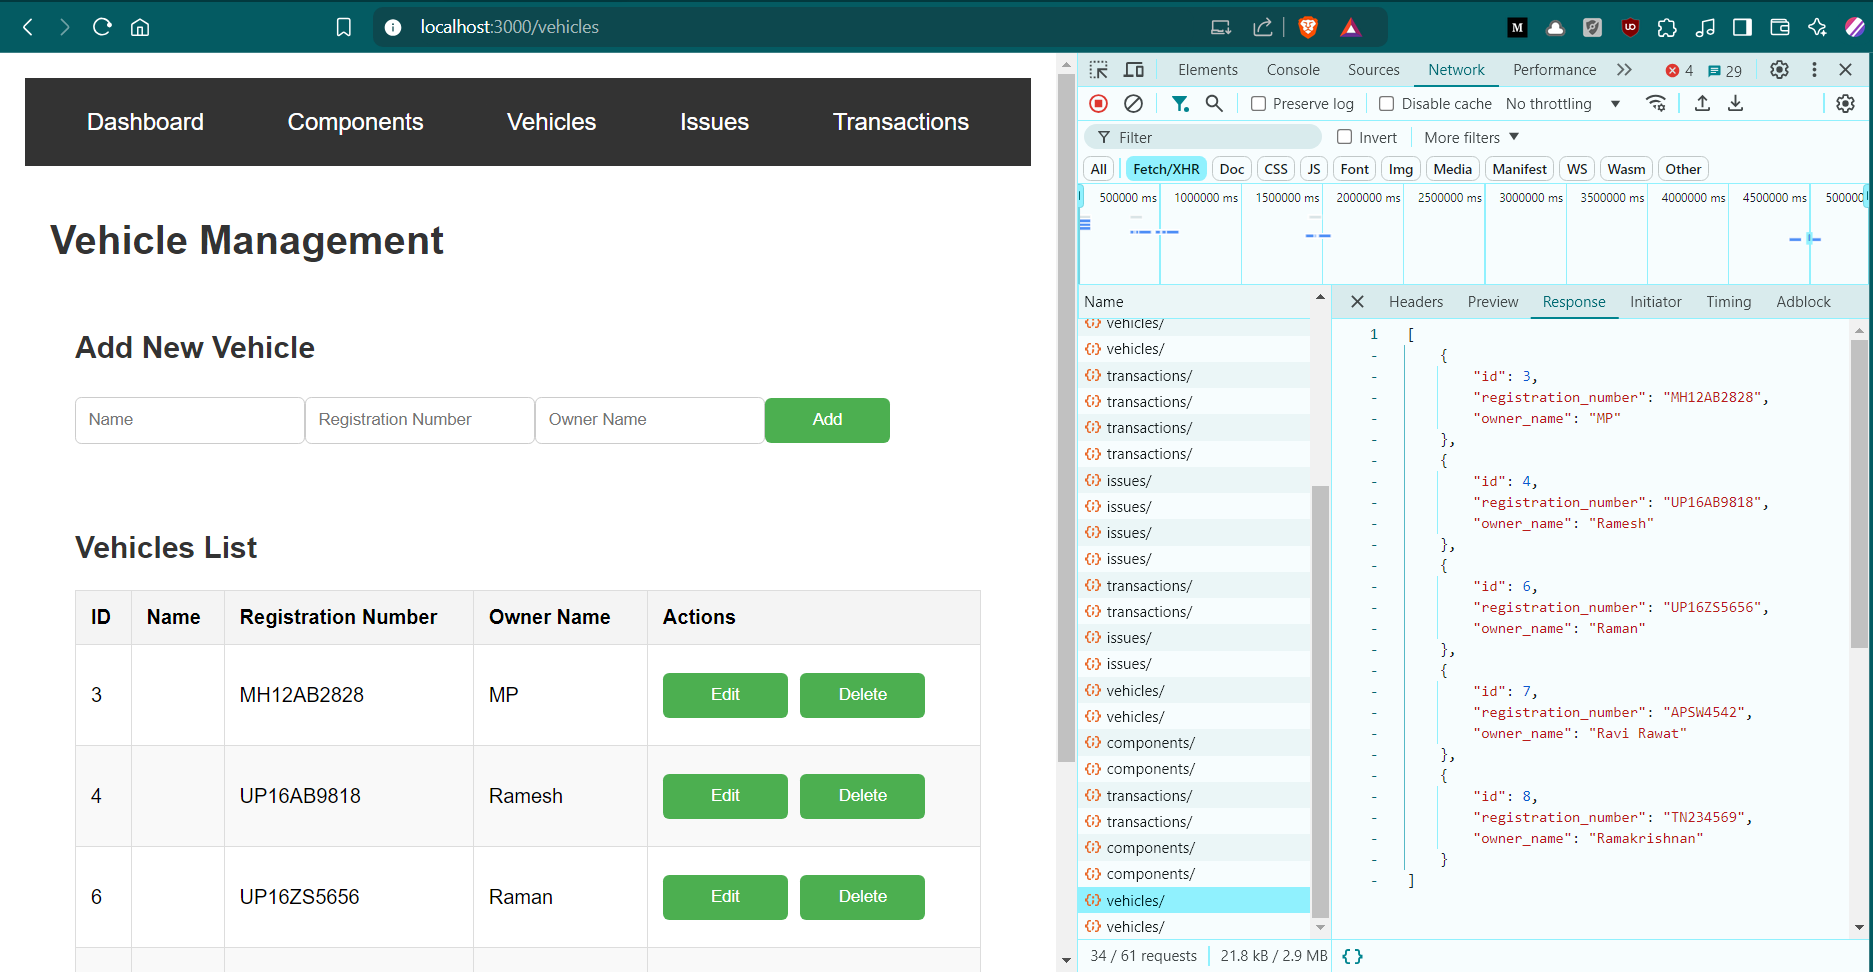 localhost:3000/vehicles
M
UD
Dashboard Components Vehicles Issues Transactions
Vehicle Management
Add New Vehicle
Name Registration Number Owner Name Add
Vehicles List
ID Name Registration Number Owner Name Actions
3 MH12AB2828 MP Edit Delete
4 UP16AB9818 Ramesh Edit Delete
6 UP16ZS5656 Raman Edit Delete
Elements Console Sources Network Performance 4 29
Preserve log Disable cache No throttling
Filter Invert More filters
All Fetch/XHR Doc CSS JS Font Img Media Manifest WS Wasm Other
500000 ms 1000000 ms 1500000 ms 2000000 ms 2500000 ms 3000000 ms 3500000 ms 4000000 ms 4500000 ms 500000
Name
vehicles/
vehicles/
transactions/
transactions/
transactions/
transactions/
issues/
issues/
issues/
issues/
transactions/
transactions/
issues/
issues/
vehicles/
vehicles/
components/
components/
transactions/
transactions/
components/
components/
vehicles/
vehicles/
34 / 61 requests 21.8 kB / 2.9 MB
Headers Preview Response Initiator Timing Adblock
1 [
- {
- "id": 3,
- "registration_number": "MH12AB2828",
- "owner_name": "MP"
- },
- {
- "id": 4,
- "registration_number": "UP16AB9818",
- "owner_name": "Ramesh"
- },
- {
- "id": 6,
- "registration_number": "UP16ZS5656",
- "owner_name": "Raman"
- },
- {
- "id": 7,
- "registration_number": "APSW4542",
- "owner_name": "Ravi Rawat"
- },
- {
- "id": 8,
- "registration_number": "TN234569",
- "owner_name": "Ramakrishnan"
- }
- ]
{ }